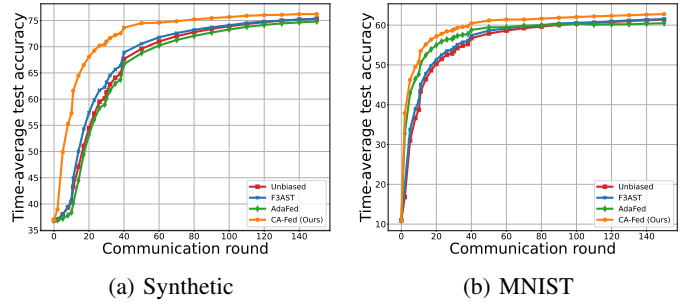 Time-average test accuracy
80
75
70
65
60
55
50
45
40
35
0 20 40 60 80 100 120 140
Communication round
Unbiased
F3AST
AdaFed
CA-Fed (Ours)
(a) Synthetic
Time-average test accuracy
60
50
40
30
20
10
0 20 40 60 80 100 120 140
Communication round
Unbiased
F3AST
AdaFed
CA-Fed (Ours)
(b) MNIST